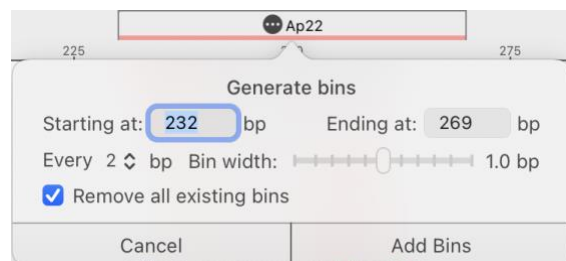 Ap22
225 275
Generate bins
Starting at: 232 bp Ending at: 269 bp
Every 2 bp Bin width: 1.0 bp
Remove all existing bins
Cancel Add Bins